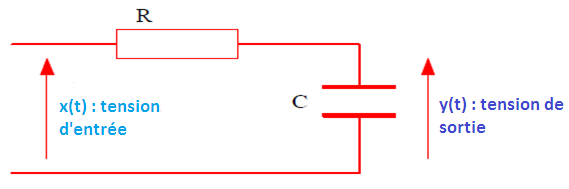 R
x(t) : tension
d'entrée
C
y(t) : tension de
sortie